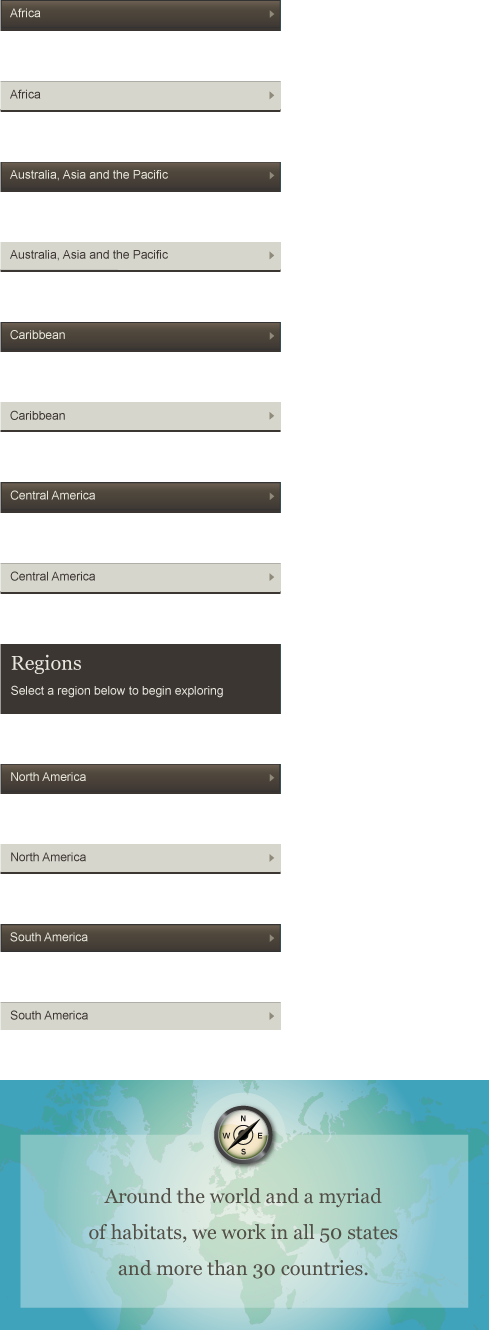 Africa
Africa
Australia, Asia and the Pacific
Australia, Asia and the Pacific
Caribbean
Caribbean
Central America
Central America
Regions
Select a region below to begin exploring
North America
North America
South America
South America
N
W E
S
Around the world and a myriad
of habitats, we work in all 50 states
and more than 30 countries.